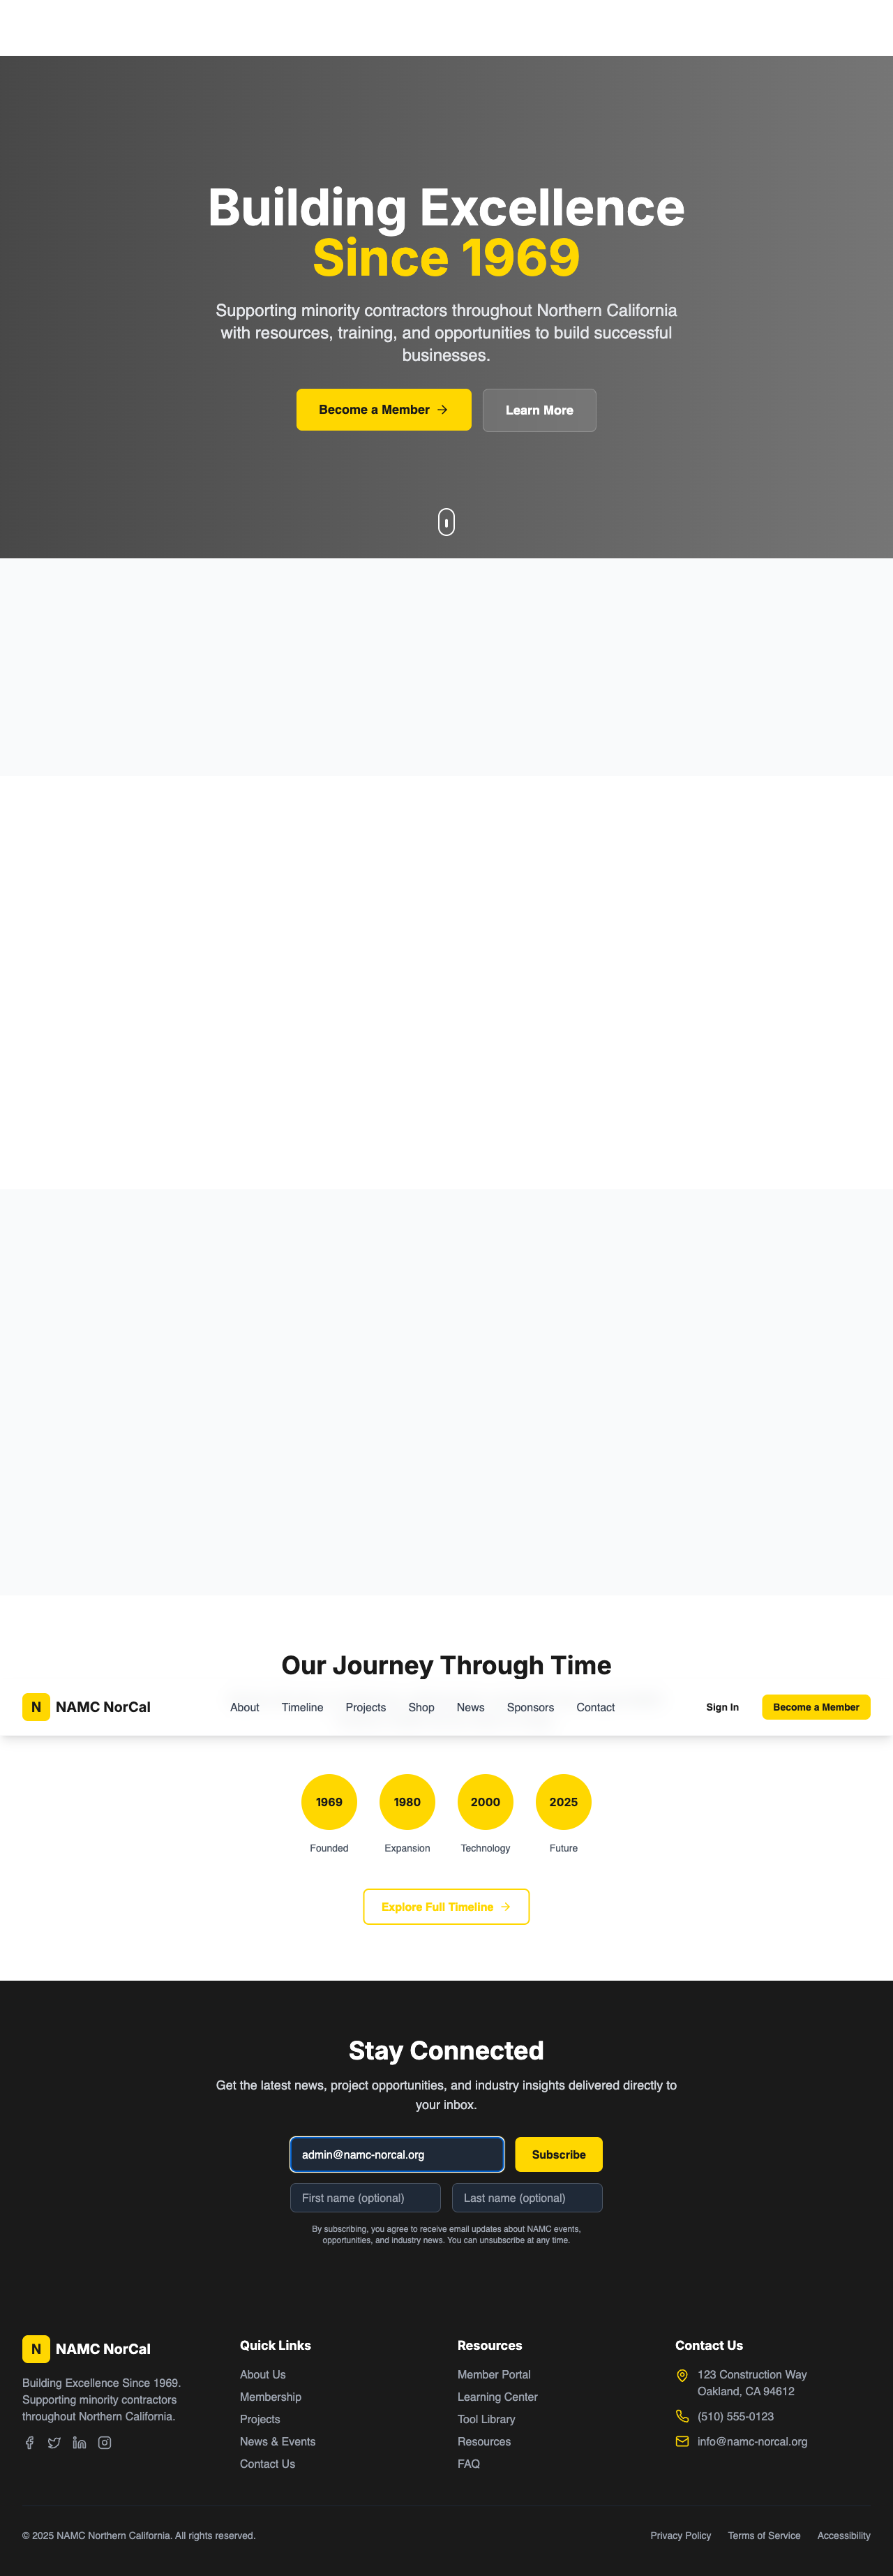 Building Excellence
Since 1969
Supporting minority contractors throughout Northern California
with resources, training, and opportunities to build successful
businesses.
Become a Member
Learn More
Our Journey Through Time
N NAMC NorCal
About Timeline Projects Shop News Sponsors Contact
Sign In Become a Member
1969 1980 2000 2025
Founded Expansion Technology Future
Explore Full Timeline
Stay Connected
Get the latest news, project opportunities, and industry insights delivered directly to
your inbox.
admin@namc-norcal.org Subscribe
First name (optional) Last name (optional)
By subscribing, you agree to receive email updates about NAMC events,
opportunities, and industry news. You can unsubscribe at any time.
N NAMC NorCal
Building Excellence Since 1969.
Supporting minority contractors
throughout Northern California.
Quick Links
About Us
Membership
Projects
News & Events
Contact Us
Resources
Member Portal
Learning Center
Tool Library
Resources
FAQ
Contact Us
123 Construction Way
Oakland, CA 94612
(510) 555-0123
info@namc-norcal.org
© 2025 NAMC Northern California. All rights reserved.
Privacy Policy Terms of Service Accessibility